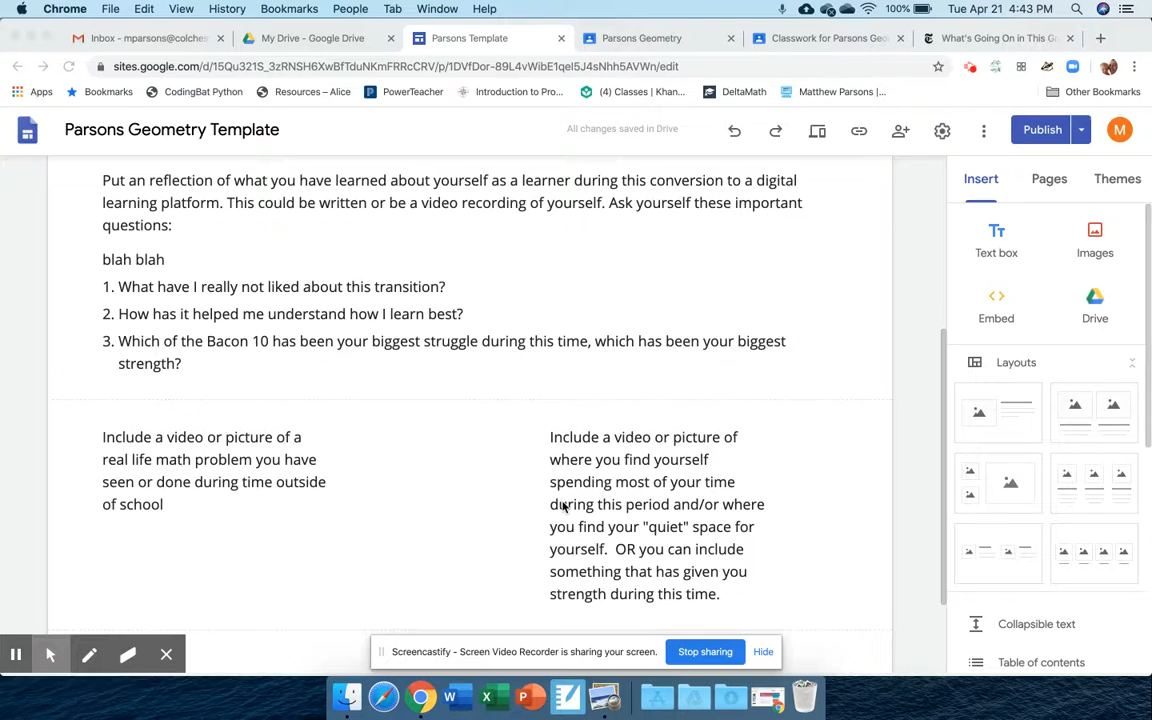 Chrome File Edit View History Bookmarks People Tab Window Help 100% Tue Apr 21 4:43 PM
Inbox - mparsons@colches
My Drive - Google Drive
Parsons Template
Parsons Geometry
Classwork for Parsons Geo
What's Going On in This G
sites.google.com/d/15Qu321S_3zRNSH6XwBfTduNKmFRRcCRV/p/1DVfDor-89L4vWibE1qel5J4sNhh5AVWn/edit
Apps Bookmarks CodingBat Python Resources – Alice PowerTeacher Introduction to Pro... (4) Classes | Khan... DeltaMath Matthew Parsons |... Other Bookmarks
Parsons Geometry Template
All changes saved in Drive
Publish
M
Put an reflection of what you have learned about yourself as a learner during this conversion to a digital
learning platform. This could be written or be a video recording of yourself. Ask yourself these important
questions:
blah blah
1. What have I really not liked about this transition?
2. How has it helped me understand how I learn best?
3. Which of the Bacon 10 has been your biggest struggle during this time, which has been your biggest
strength?
Include a video or picture of a
real life math problem you have
seen or done during time outside
of school
Include a video or picture of
where you find yourself
spending most of your time
during this period and/or where
you find your "quiet" space for
yourself. OR you can include
something that has given you
strength during this time.
Insert Pages Themes
Text box Images
Embed Drive
Layouts
Collapsible text
Table of contents
Screencastify - Screen Video Recorder is sharing your screen. Stop sharing Hide